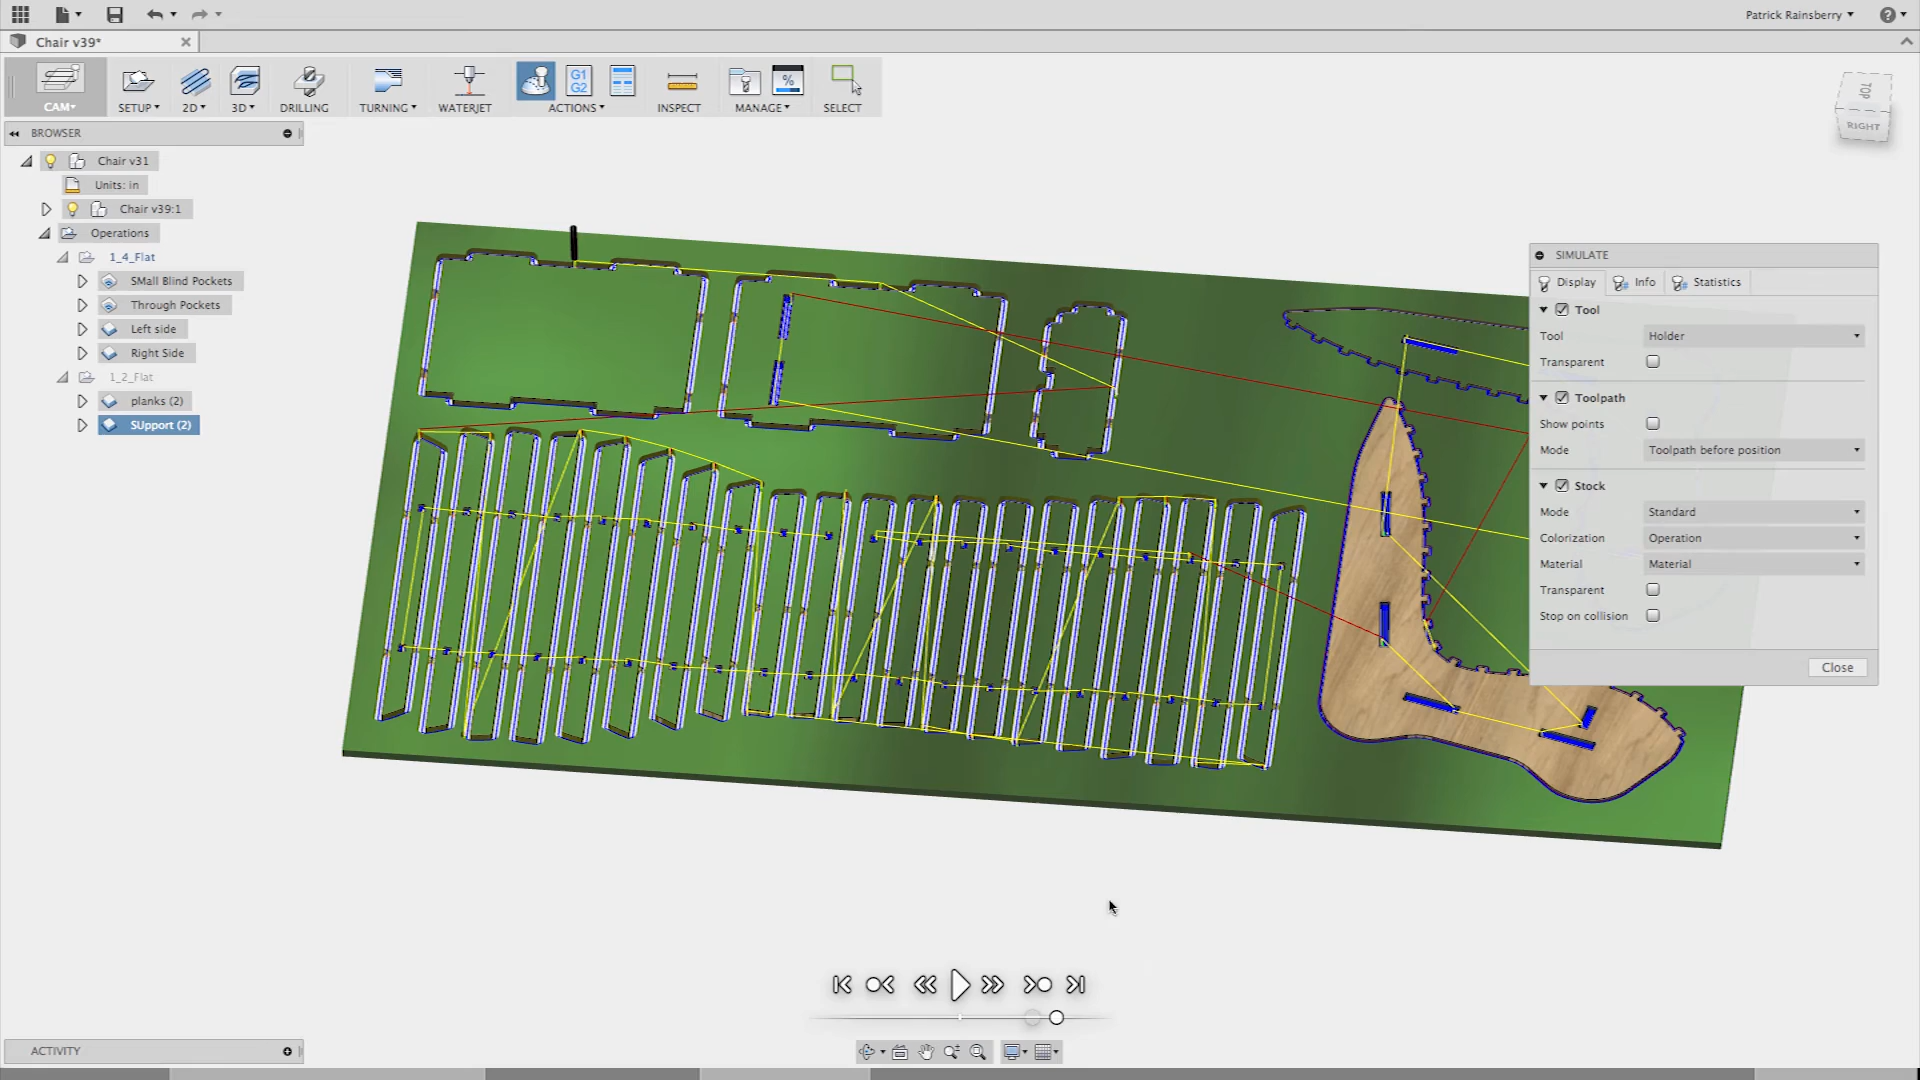 Patrick Rainsberry
?
Chair v39*
CAM
SETUP
2D
3D
DRILLING
TURNING
WATERJET
G1
G2
ACTIONS
INSPECT
%
MANAGE
SELECT
TOP
RIGHT
BROWSER
Chair v31
Units: in
Chair v39:1
Operations
1_4_Flat
SMall Blind Pockets
Through Pockets
Left side
Right Side
1_2_Flat
planks (2)
SUpport (2)
SIMULATE
Display
Info
Statistics
Tool
Tool
Holder
Transparent
Toolpath
Show points
Mode
Toolpath before position
Stock
Mode
Standard
Colorization
Operation
Material
Material
Transparent
Stop on collision
Close
ACTIVITY